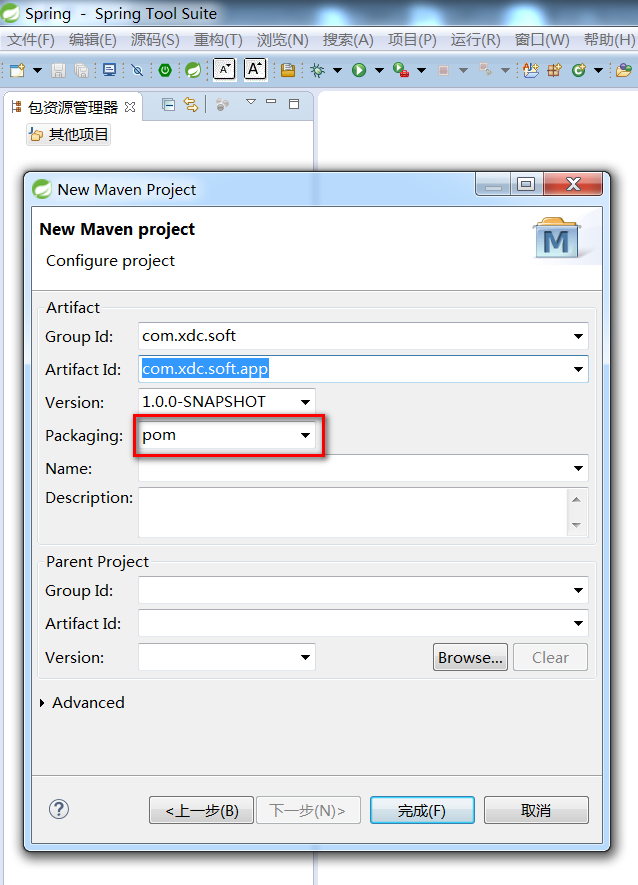 Spring - Spring Tool Suite
文件(F) 编辑(E) 源码(S) 重构(T) 浏览(N) 搜索(A) 项目(P) 运行(R) 窗口(W) 帮助(H)
包资源管理器
其他项目
New Maven Project
New Maven project
Configure project
M
Artifact
Group Id: com.xdc.soft
Artifact Id: com.xdc.soft.app
Version: 1.0.0-SNAPSHOT
Packaging: pom
Name:
Description:
Parent Project
Group Id:
Artifact Id:
Version: Browse... Clear
Advanced
<上一步(B) 下一步(N)> 完成(F) 取消